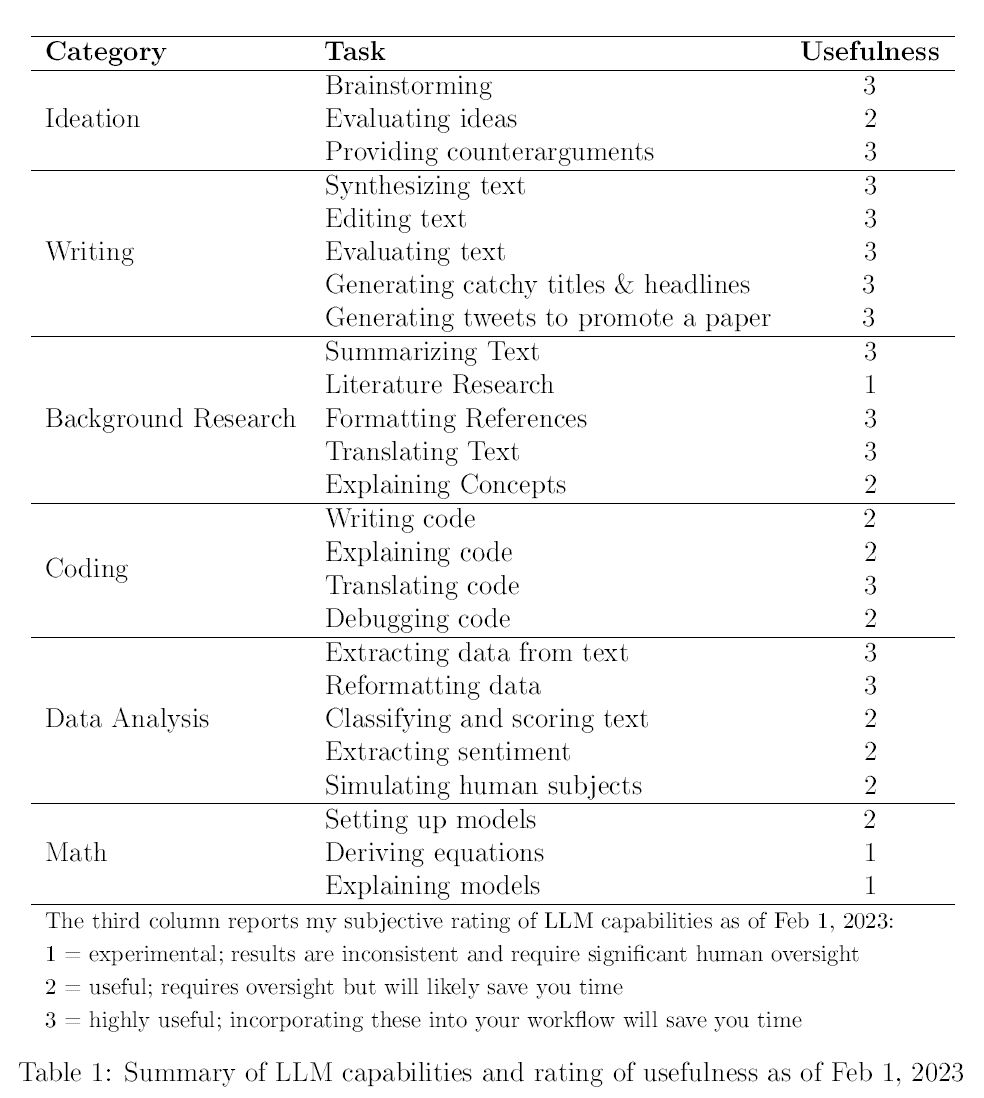 Category Task Usefulness
Brainstorming 3
Ideation Evaluating ideas 2
Providing counterarguments 3
Synthesizing text 3
Editing text 3
Writing Evaluating text 3
Generating catchy titles & headlines 3
Generating tweets to promote a paper 3
Summarizing Text 3
Literature Research 1
Background Research Formatting References 3
Translating Text 3
Explaining Concepts 2
Writing code 2
Explaining code 2
Coding
Translating code 3
Debugging code 2
Extracting data from text 3
Reformatting data 3
Data Analysis Classifying and scoring text 2
Extracting sentiment 2
Simulating human subjects 2
Setting up models 2
Math Deriving equations 1
Explaining models 1
The third column reports my subjective rating of LLM capabilities as of Feb 1, 2023:
1 = experimental; results are inconsistent and require significant human oversight
2 = useful; requires oversight but will likely save you time
3 = highly useful; incorporating these into your workflow will save you time
Table 1: Summary of LLM capabilities and rating of usefulness as of Feb 1, 2023